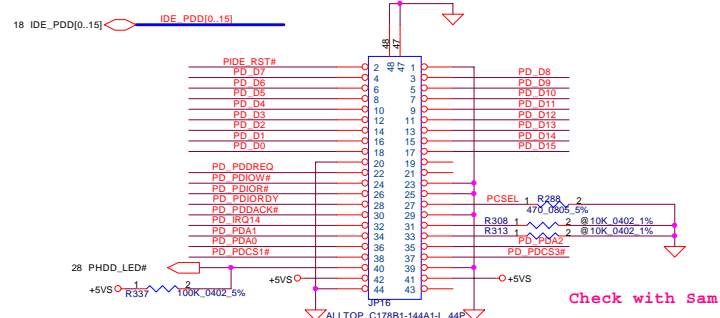 18 IDE_PDD[0..15] IDE_PDD[0..15]
48 47
48 47
PIDE_RST# 2 1
PD_D7 4 3 PD_D8
PD_D6 6 5 PD_D9
PD_D5 8 7 PD_D10
PD_D4 10 9 PD_D11
PD_D3 12 11 PD_D12
PD_D2 14 13 PD_D13
PD_D1 16 15 PD_D14
PD_D0 18 17 PD_D15
20 19
PD_PDDREQ 22 21
PD_PDIOW# 24 23
PD_PDIOR# 26 25
PD_PDIORDY 28 27 PCSEL 1 R288 2
470_0805_5%
PD_PDDACK# 30 29
PD_IRQ14 32 31 R308 1 2 @10K_0402_1%
PD_PDA1 34 33 R313 1 2 @10K_0402_1%
PD_PDA0 36 35 PD_PDA2
PD_PDCS1# 38 37 PD_PDCS3#
28 PHDD_LED# 40 39
+5VS 42 41 +5VS
+5VS 1 2 44 43
R337 100K_0402_5%
JP16
ALLTOP_C178B1-144A1-L_44P
Check with Sam